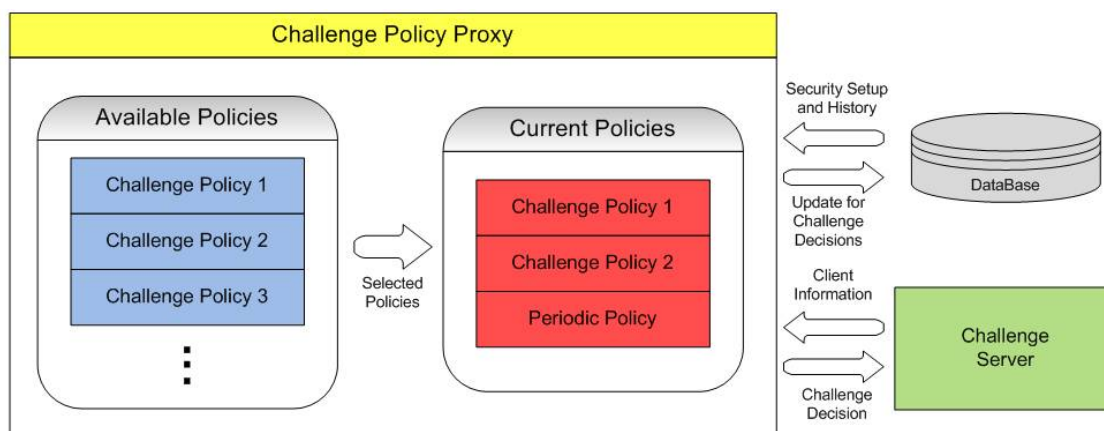 Challenge Policy Proxy
Available Policies
Challenge Policy 1
Challenge Policy 2
Challenge Policy 3
Selected
Policies
Current Policies
Challenge Policy 1
Challenge Policy 2
Periodic Policy
Security Setup
and History
Update for
Challenge
Decisions
DataBase
Client
Information
Challenge
Decision
Challenge
Server